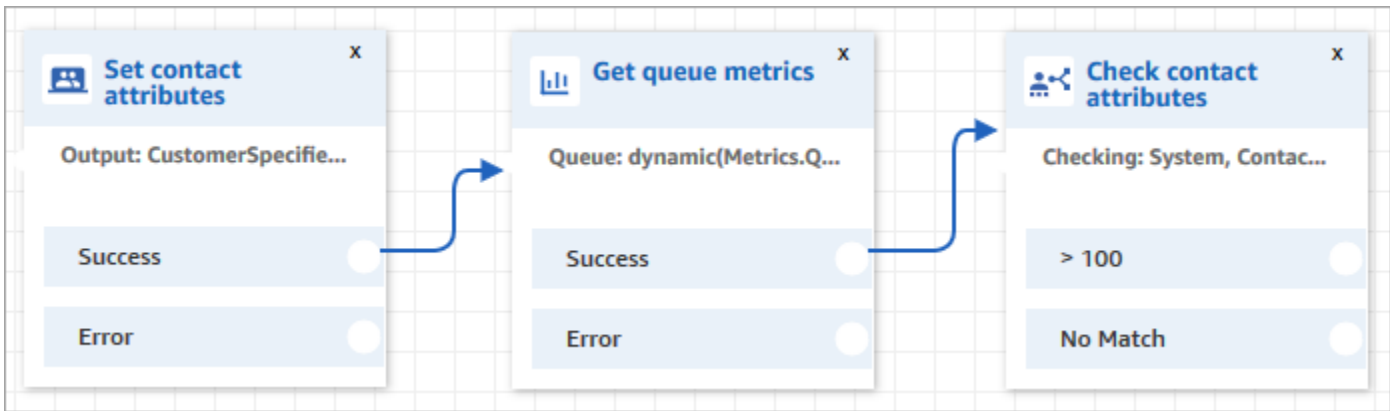 Set contact
attributes
x
Output: CustomerSpecifie...
Success
Error
Get queue metrics
x
Queue: dynamic(Metrics.Q...
Success
Error
Check contact
attributes
x
Checking: System, Contac...
> 100
No Match